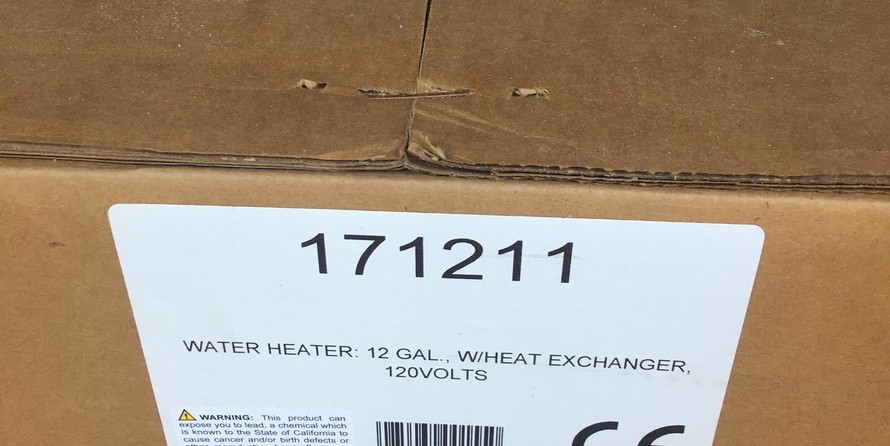 171211
WATER HEATER: 12 GAL., W/HEAT EXCHANGER,
120VOLTS
WARNING: This product can
expose you to lead, a chemical which
is known to the State of California to
cause cancer and/or birth defects or